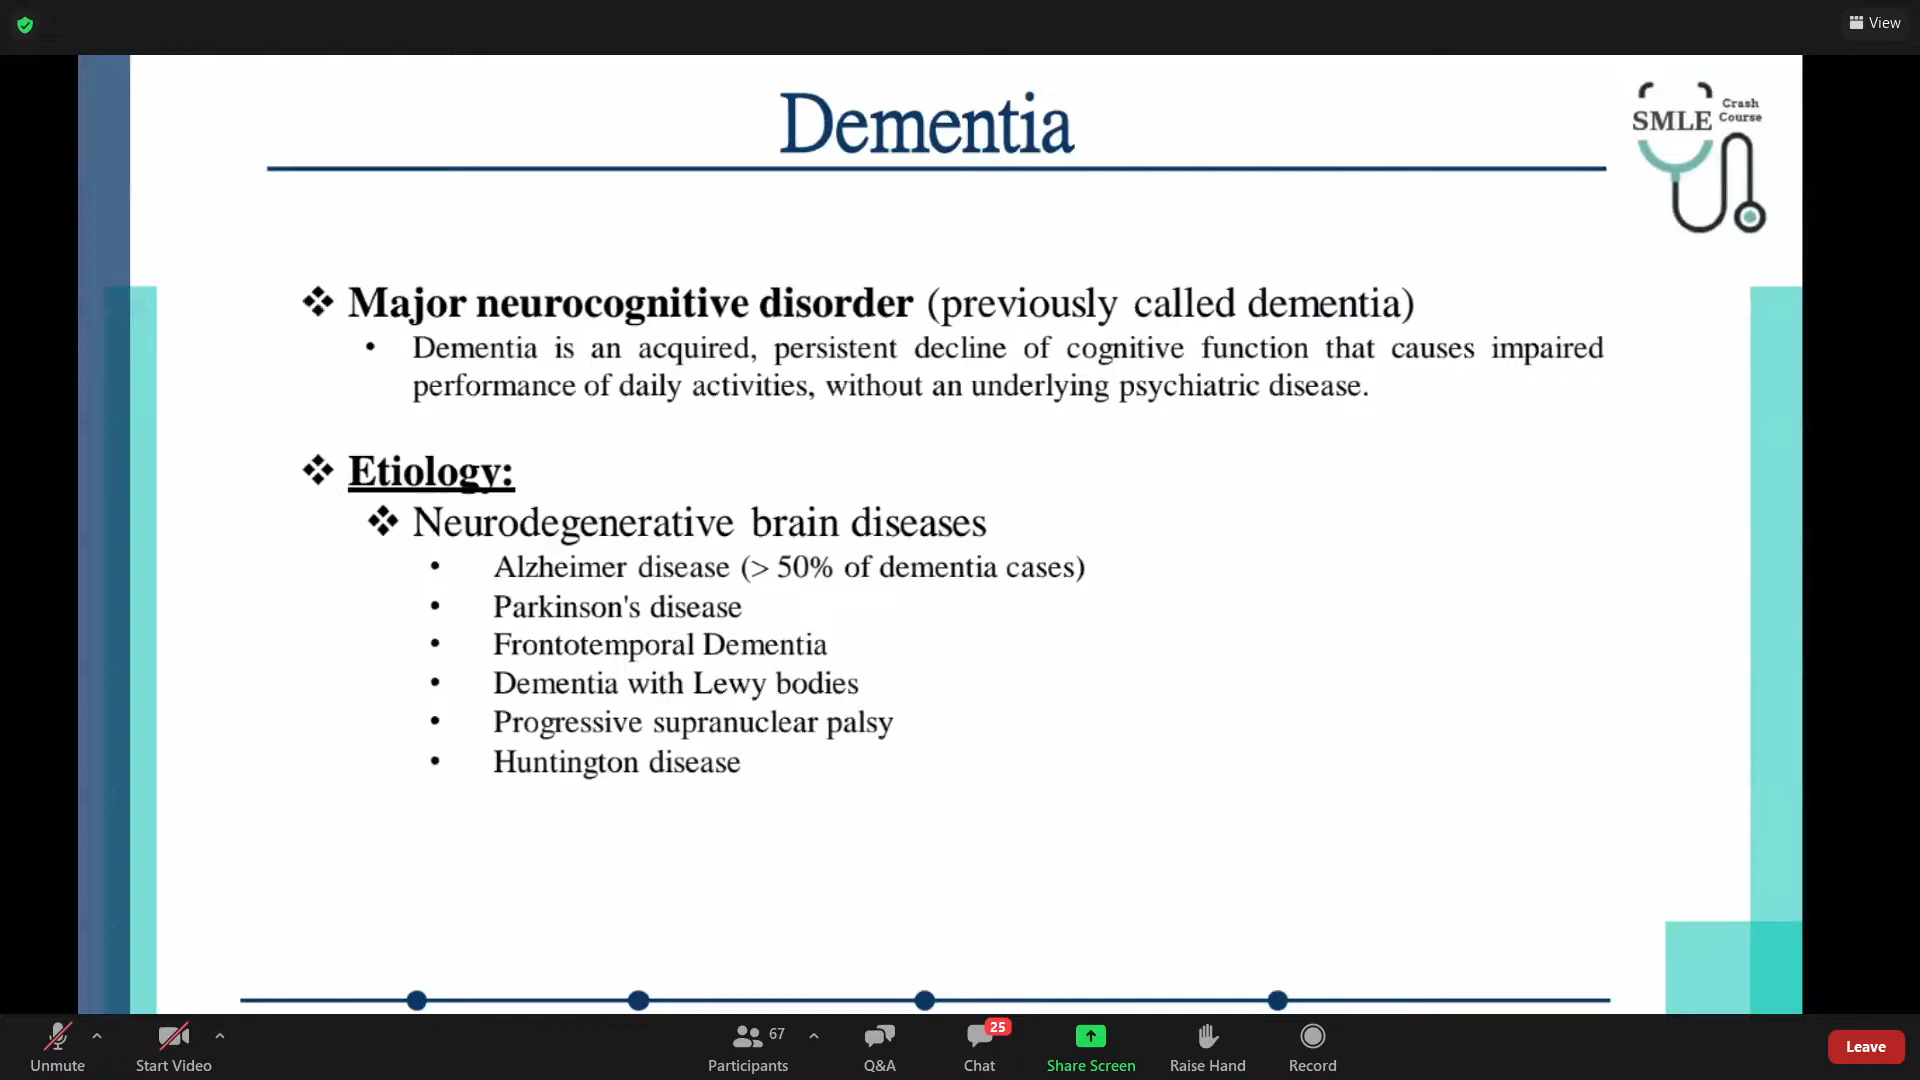 View
Dementia
Crash
SMLE Course
❖ Major neurocognitive disorder (previously called dementia)
• Dementia is an acquired, persistent decline of cognitive function that causes impaired
performance of daily activities, without an underlying psychiatric disease.
❖ Etiology:
❖ Neurodegenerative brain diseases
• Alzheimer disease (> 50% of dementia cases)
• Parkinson's disease
• Frontotemporal Dementia
• Dementia with Lewy bodies
• Progressive supranuclear palsy
• Huntington disease
67
25
Unmute
Start Video
Participants
Q&A
Chat
Share Screen
Raise Hand
Record
Leave